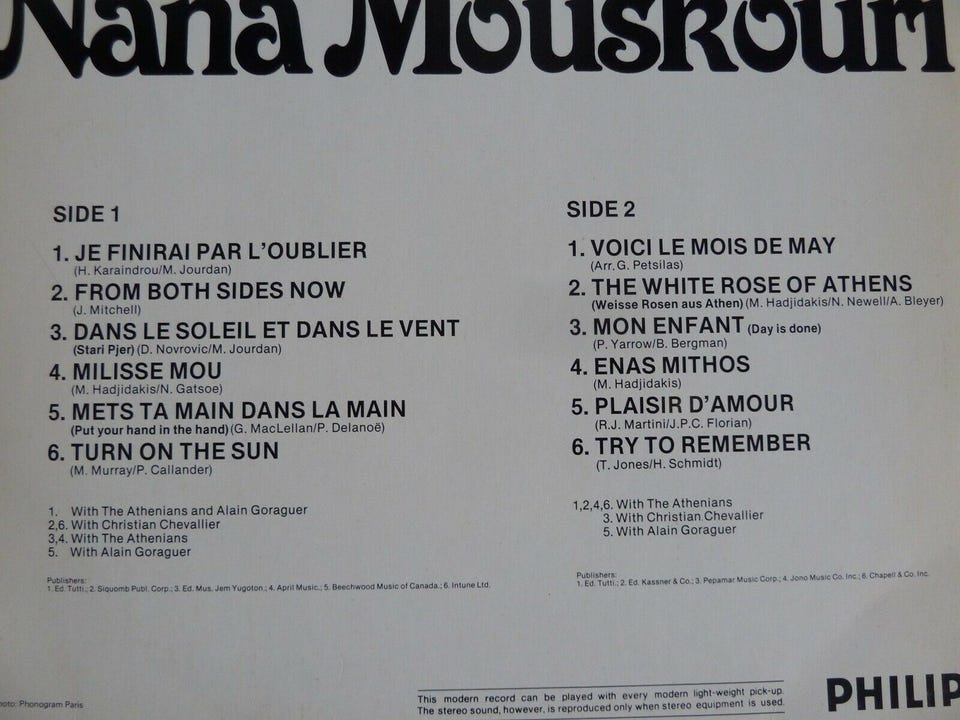 Nana Mouskouri
SIDE 1
1. JE FINIRAI PAR L'OUBLIER
(H. Karaindrou/M. Jourdan)
2. FROM BOTH SIDES NOW
(J. Mitchell)
3. DANS LE SOLEIL ET DANS LE VENT
(Stari Pjer) (D. Novrovic/M. Jourdan)
4. MILISSE MOU
(M. Hadjidakis/N. Gatsoe)
5. METS TA MAIN DANS LA MAIN
(Put your hand in the hand) (G. MacLellan/P. Delanoë)
6. TURN ON THE SUN
(M. Murray/P. Callander)
1. With The Athenians and Alain Goraguer
2,6. With Christian Chevallier
3,4. With The Athenians
5. With Alain Goraguer
Publishers:
1. Ed. Tutti.; 2. Siquomb Publ. Corp.; 3. Ed. Mus. Jem Yugoton.; 4. April Music.; 5. Beechwood Music of Canada.; 6. Intune Ltd.
SIDE 2
1. VOICI LE MOIS DE MAY
(Arr. G. Petsilas)
2. THE WHITE ROSE OF ATHENS
(Weisse Rosen aus Athen) (M. Hadjidakis/N. Newell/A. Bleyer)
3. MON ENFANT (Day is done)
(P. Yarrow/B. Bergman)
4. ENAS MITHOS
(M. Hadjidakis)
5. PLAISIR D'AMOUR
(R.J. Martini/J.P.C. Florian)
6. TRY TO REMEMBER
(T. Jones/H. Schmidt)
1,2,4,6. With The Athenians
3. With Christian Chevallier
5. With Alain Goraguer
Publishers:
1. Ed. Tutti.; 2. Ed. Kassner & Co.; 3. Pepamar Music Corp.; 4. Jono Music Co. Inc.; 6. Chapell & Co. Inc.
hoto: Phonogram Paris
This modern record can be played with every modern light-weight pick-up.
The stereo sound, however, is reproduced only when stereo equipment is used.
PHILIP